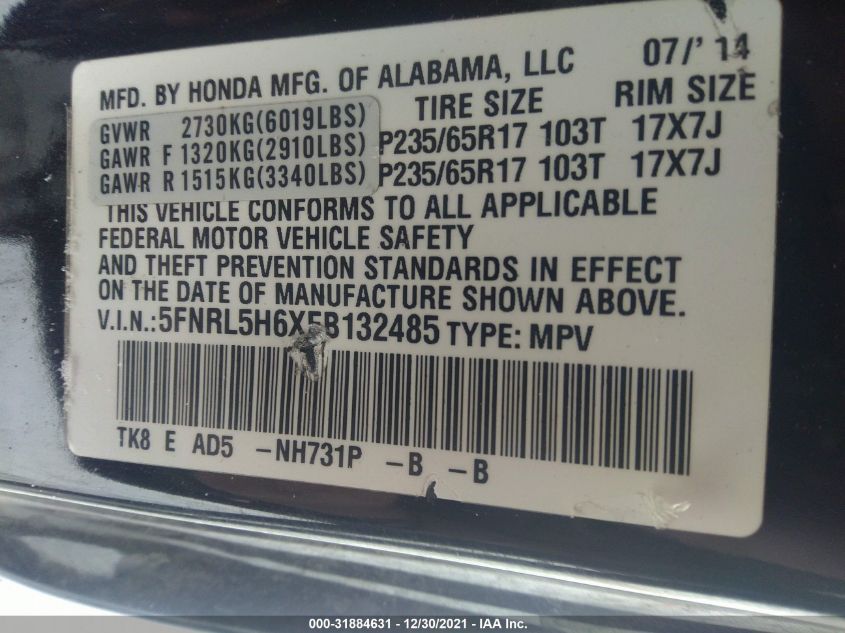 MFD. BY HONDA MFG. OF ALABAMA, LLC 07/'14
TIRE SIZE RIM SIZE
GVWR 2730KG(6019LBS)
GAWR F 1320KG(2910LBS) P235/65R17 103T 17X7J
GAWR R 1515KG(3340LBS) P235/65R17 103T 17X7J
THIS VEHICLE CONFORMS TO ALL APPLICABLE
FEDERAL MOTOR VEHICLE SAFETY
AND THEFT PREVENTION STANDARDS IN EFFECT
ON THE DATE OF MANUFACTURE SHOWN ABOVE.
V.I.N.: 5FNRL5H6XFB132485 TYPE: MPV
TK8 E AD5 -NH731P -B -B
000-31884631 - 12/30/2021 - IAA Inc.